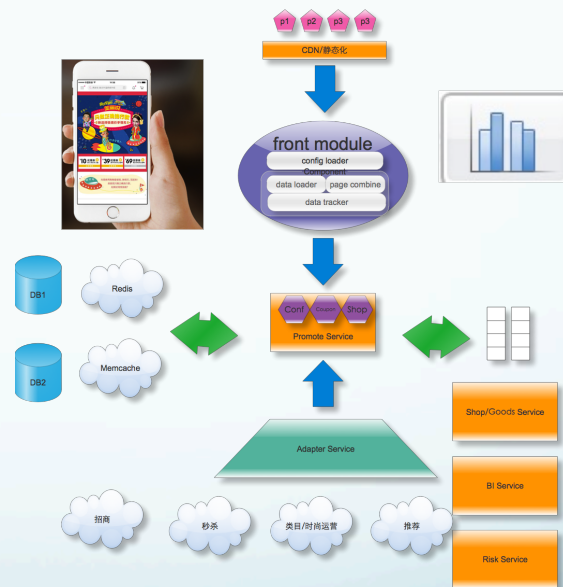 p1 p2 p3 p3
CDN/静态化
front module
config loader
Component
data loader page combine
data tracker
DB1
Redis
Conf Coupon Shop
Promote Service
DB2
Memcache
Shop/Goods Service
Adapter Service
BI Service
招商
秒杀
类目/时尚运营
推荐
Risk Service